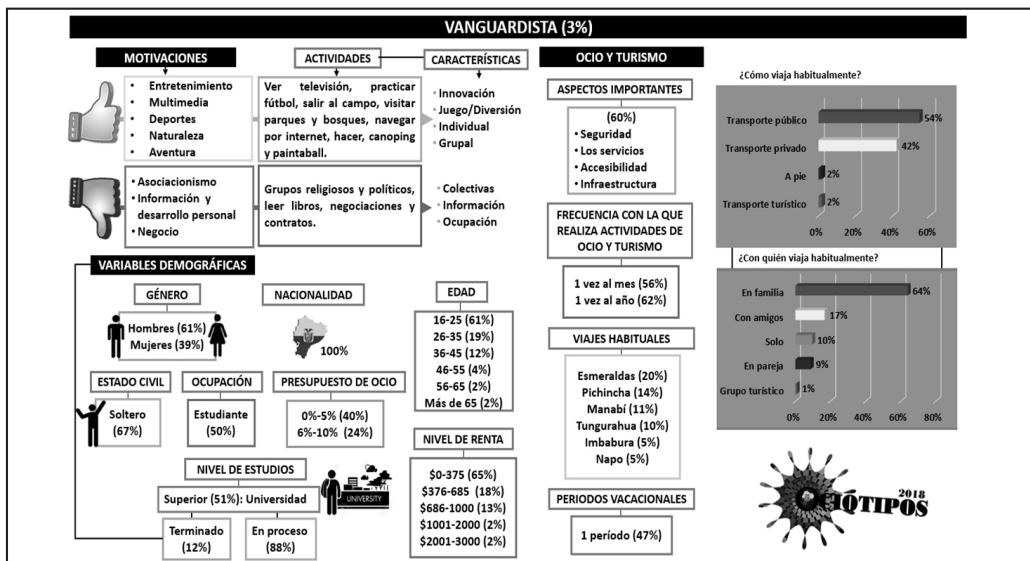 VANGUARDISTA (3%)
MOTIVACIONES
• Entretenimiento
• Multimedia
• Deportes
• Naturaleza
• Aventura
ACTIVIDADES
Ver televisión, practicar
fútbol, salir al campo, visitar
parques y bosques, navegar
por internet, hacer, canoping
y paintaball.
CARACTERÍSTICAS
• Innovación
• Juego/Diversión
• Individual
• Grupal
LIKE
• Asociacionismo
• Información y
desarrollo personal
• Negocio
Grupos religiosos y políticos,
leer libros, negociaciones y
contratos.
• Colectivas
• Información
• Ocupación
VARIABLES DEMOGRÁFICAS
GÉNERO
Hombres (61%)
Mujeres (39%)
NACIONALIDAD
100%
EDAD
16-25 (61%)
26-35 (19%)
36-45 (12%)
46-55 (4%)
56-65 (2%)
Más de 65 (2%)
ESTADO CIVIL
Soltero
(67%)
OCUPACIÓN
Estudiante
(50%)
PRESUPUESTO DE OCIO
0%-5% (40%)
6%-10% (24%)
NIVEL DE ESTUDIOS
Superior (51%): Universidad
Terminado
(12%)
En proceso
(88%)
UNIVERSITY
NIVEL DE RENTA
$0-375 (65%)
$376-685 (18%)
$686-1000 (13%)
$1001-2000 (2%)
$2001-3000 (2%)
OCIO Y TURISMO
ASPECTOS IMPORTANTES
(60%)
• Seguridad
• Los servicios
• Accesibilidad
• Infraestructura
FRECUENCIA CON LA QUE
REALIZA ACTIVIDADES DE
OCIO Y TURISMO
1 vez al mes (56%)
1 vez al año (62%)
VIAJES HABITUALES
Esmeraldas (20%)
Pichincha (14%)
Manabí (11%)
Tungurahua (10%)
Imbabura (5%)
Napo (5%)
PERIODOS VACACIONALES
1 período (47%)
¿Cómo viaja habitualmente?
Transporte público 54%
Transporte privado 42%
A pie 2%
Transporte turístico 2%
0% 20% 40% 60%
¿Con quién viaja habitualmente?
En familia 64%
Con amigos 17%
Solo 10%
En pareja 9%
Grupo turístico 1%
0% 20% 40% 60% 80%
2018
IQTIPOS